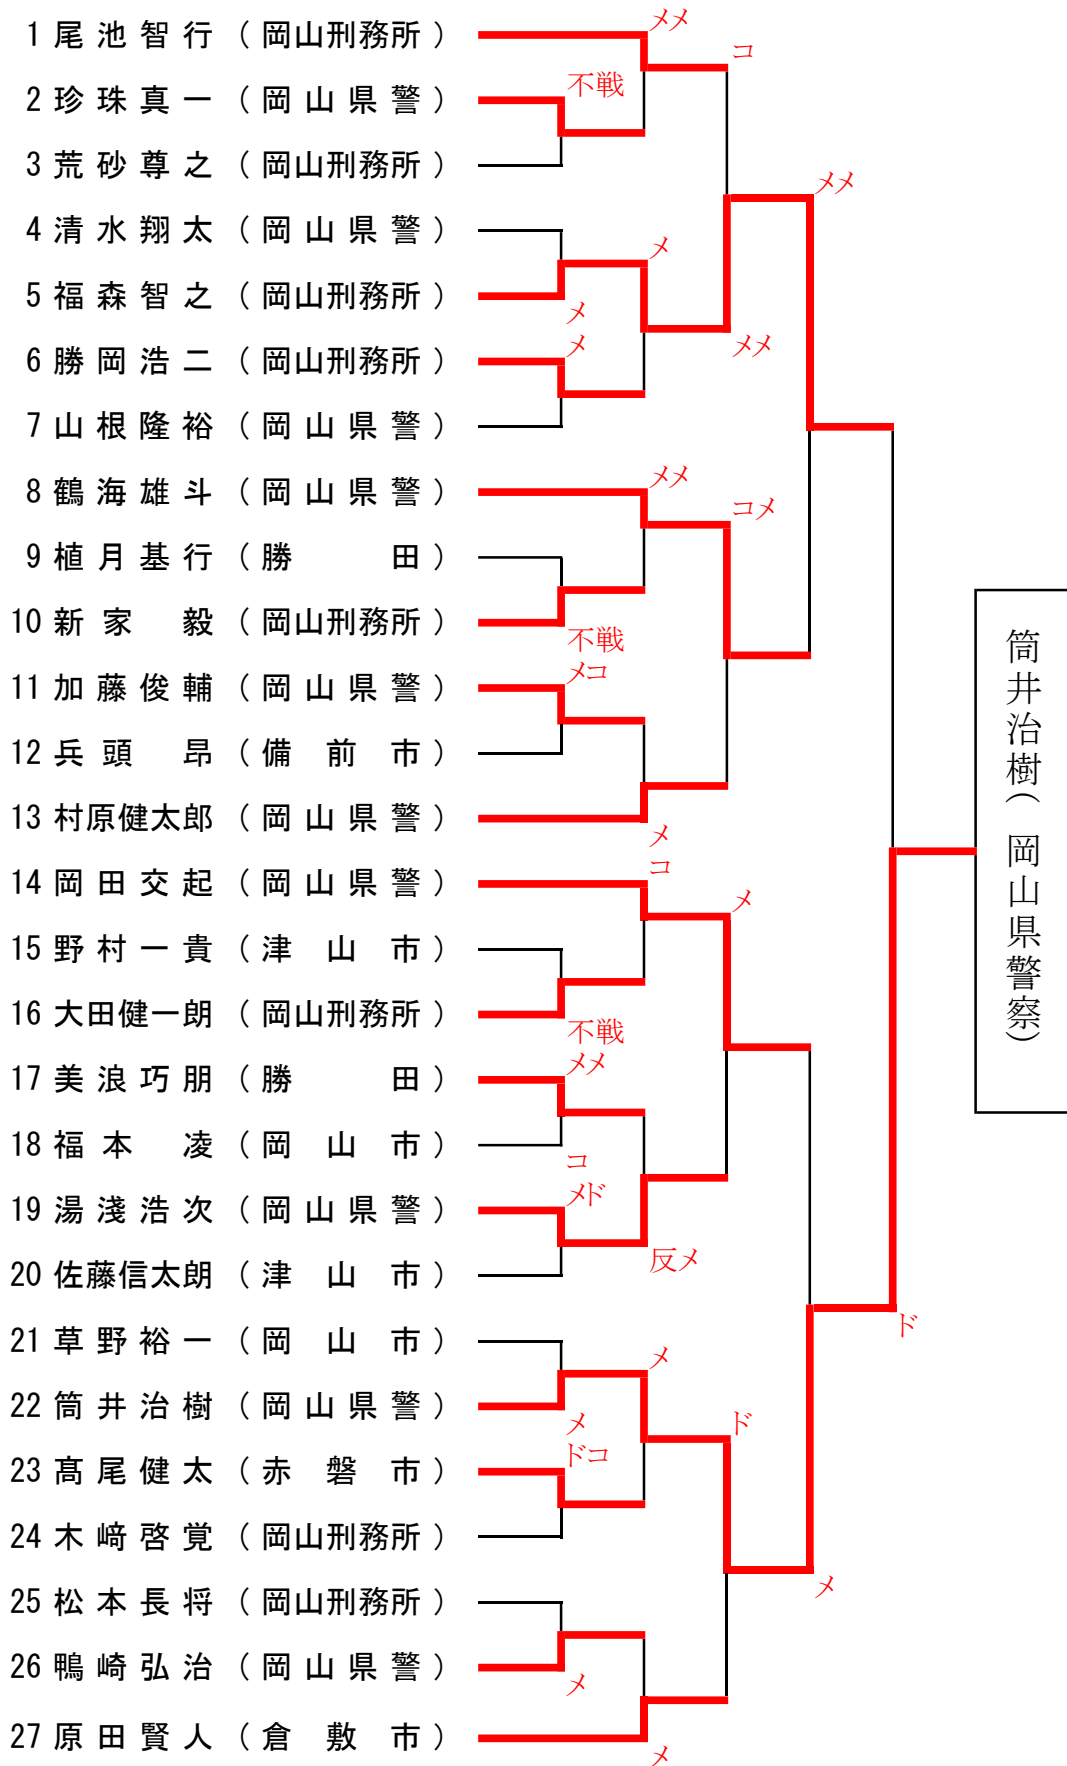 1 尾池智行 (岡山刑務所)
2 珍珠真一 (岡山県警)
3 荒砂尊之 (岡山刑務所)
4 清水翔太 (岡山県警)
5 福森智之 (岡山刑務所)
6 勝岡浩二 (岡山刑務所)
7 山根隆裕 (岡山県警)
8 鶴海雄斗 (岡山県警)
9 植月基行 (勝田)
10 新家毅 (岡山刑務所)
11 加藤俊輔 (岡山県警)
12 兵頭昂 (備前市)
13 村原健太郎 (岡山県警)
14 岡田交起 (岡山県警)
15 野村一貴 (津山市)
16 大田健一朗 (岡山刑務所)
17 美浪巧朋 (勝田)
18 福本凌 (岡山市)
19 湯淺浩次 (岡山県警)
20 佐藤信太朗 (津山市)
21 草野裕一 (岡山市)
22 筒井治樹 (岡山県警)
23 髙尾健太 (赤磐市)
24 木﨑啓覚 (岡山刑務所)
25 松本長将 (岡山刑務所)
26 鴨崎弘治 (岡山県警)
27 原田賢人 (倉敷市)
不戦
メ
メ
不戦
メコ
不戦
メメ
コ
メド
メ
ドコ
メ
メメ
メ
メメ
メ
コ
反メ
メ
メ
コ
メメ
コメ
メ
ド
メメ
メ
ド
筒井治樹(岡山県警察)